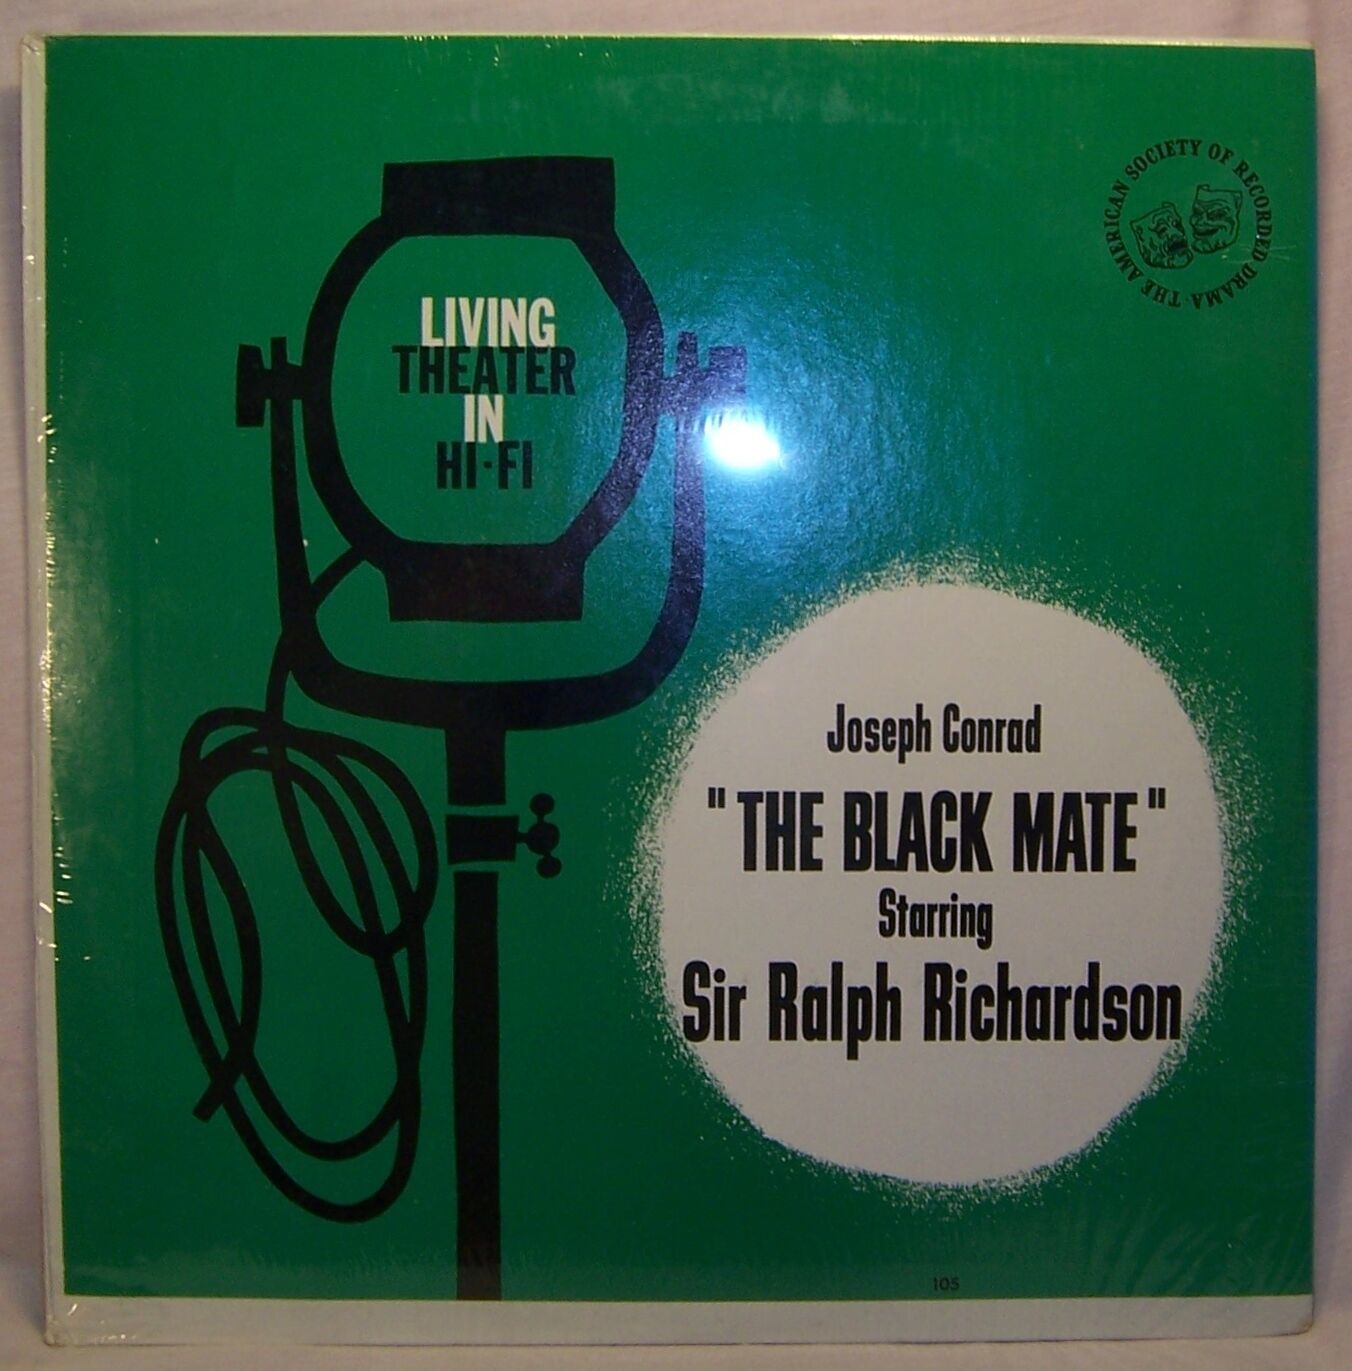 THE AMERICAN SOCIETY OF RECORDED DRAMA
LIVING
THEATER
IN
HI-FI
Joseph Conrad
"THE BLACK MATE"
Starring
Sir Ralph Richardson
105